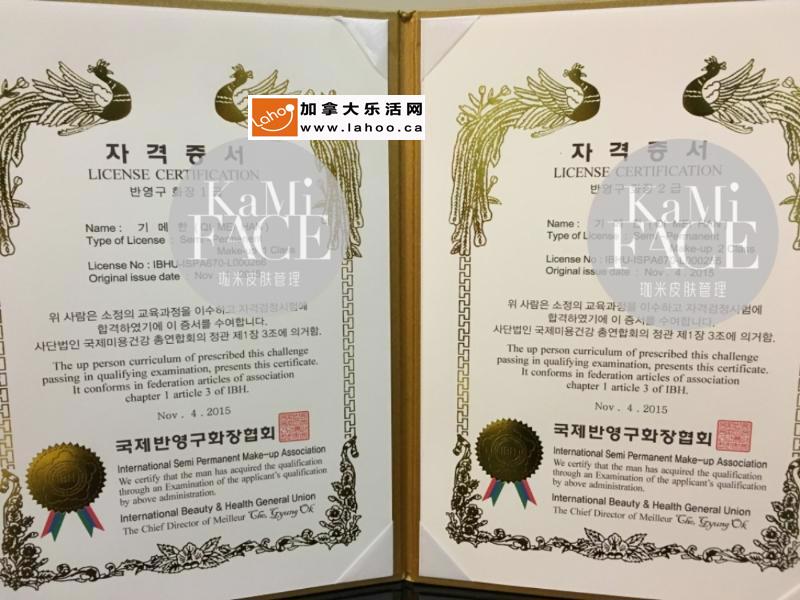 자격증서
LICENSE CERTIFICATION
반영구 화장 1급
Name : 기 메 한 (QI ME HAN)
Type of License : Semi-Permanent
Make-up 1 Class
License No : IBHU-ISPA670-L000266
Original issue date : Nov
위 사람은 소정의 교육과정을 이수하고 자격검정시험에
합격하였기에 이 증서를 수여합니다.
사단법인 국제미용건강 총연합회의 정관 제1장 3조에 의거함.
The up person curriculum of prescribed this challenge
passing in qualifying examination, presents this certificate.
It conforms in federation articles of association
chapter 1 article 3 of IBH.
Nov . 4 . 2015
국제반영구화장협회
International Semi Permanent Make-up Association
We certify that the man has acquired the qualification
through an Examination of the applicant's qualification
by above administration.
International Beauty & Health General Union
The Chief Director of Meilleur Cho, Gyung Ok
KaMi
FACE
珈米皮肤管理
Lahoo
加拿大乐活网
www.lahoo.ca
자격증서
LICENSE CERTIFICATION
반영구 화장 2급
Name : 기
Type of License : Semi-Permanent
Make-up 2 Class
License No : IBHU-ISPA670-L000265
Original issue date : Nov . 4 . 2015
위 사람은 소정의 교육과정을 이수하고 자격검정시험에
합격하였기에 이 증서를 수여합니다.
사단법인 국제미용건강 총연합회의 정관 제1장 3조에 의거함.
The up person curriculum of prescribed this challenge
passing in qualifying examination, presents this certificate.
It conforms in federation articles of association
chapter 1 article 3 of IBH.
Nov . 4 . 2015
국제반영구화장협회
International Semi Permanent Make-up Association
We certify that the man has acquired the qualification
through an Examination of the applicant's qualification
by above administration.
International Beauty & Health General Union
The Chief Director of Meilleur Cho, Gyung Ok
KaMi
FACE
珈米皮肤管理